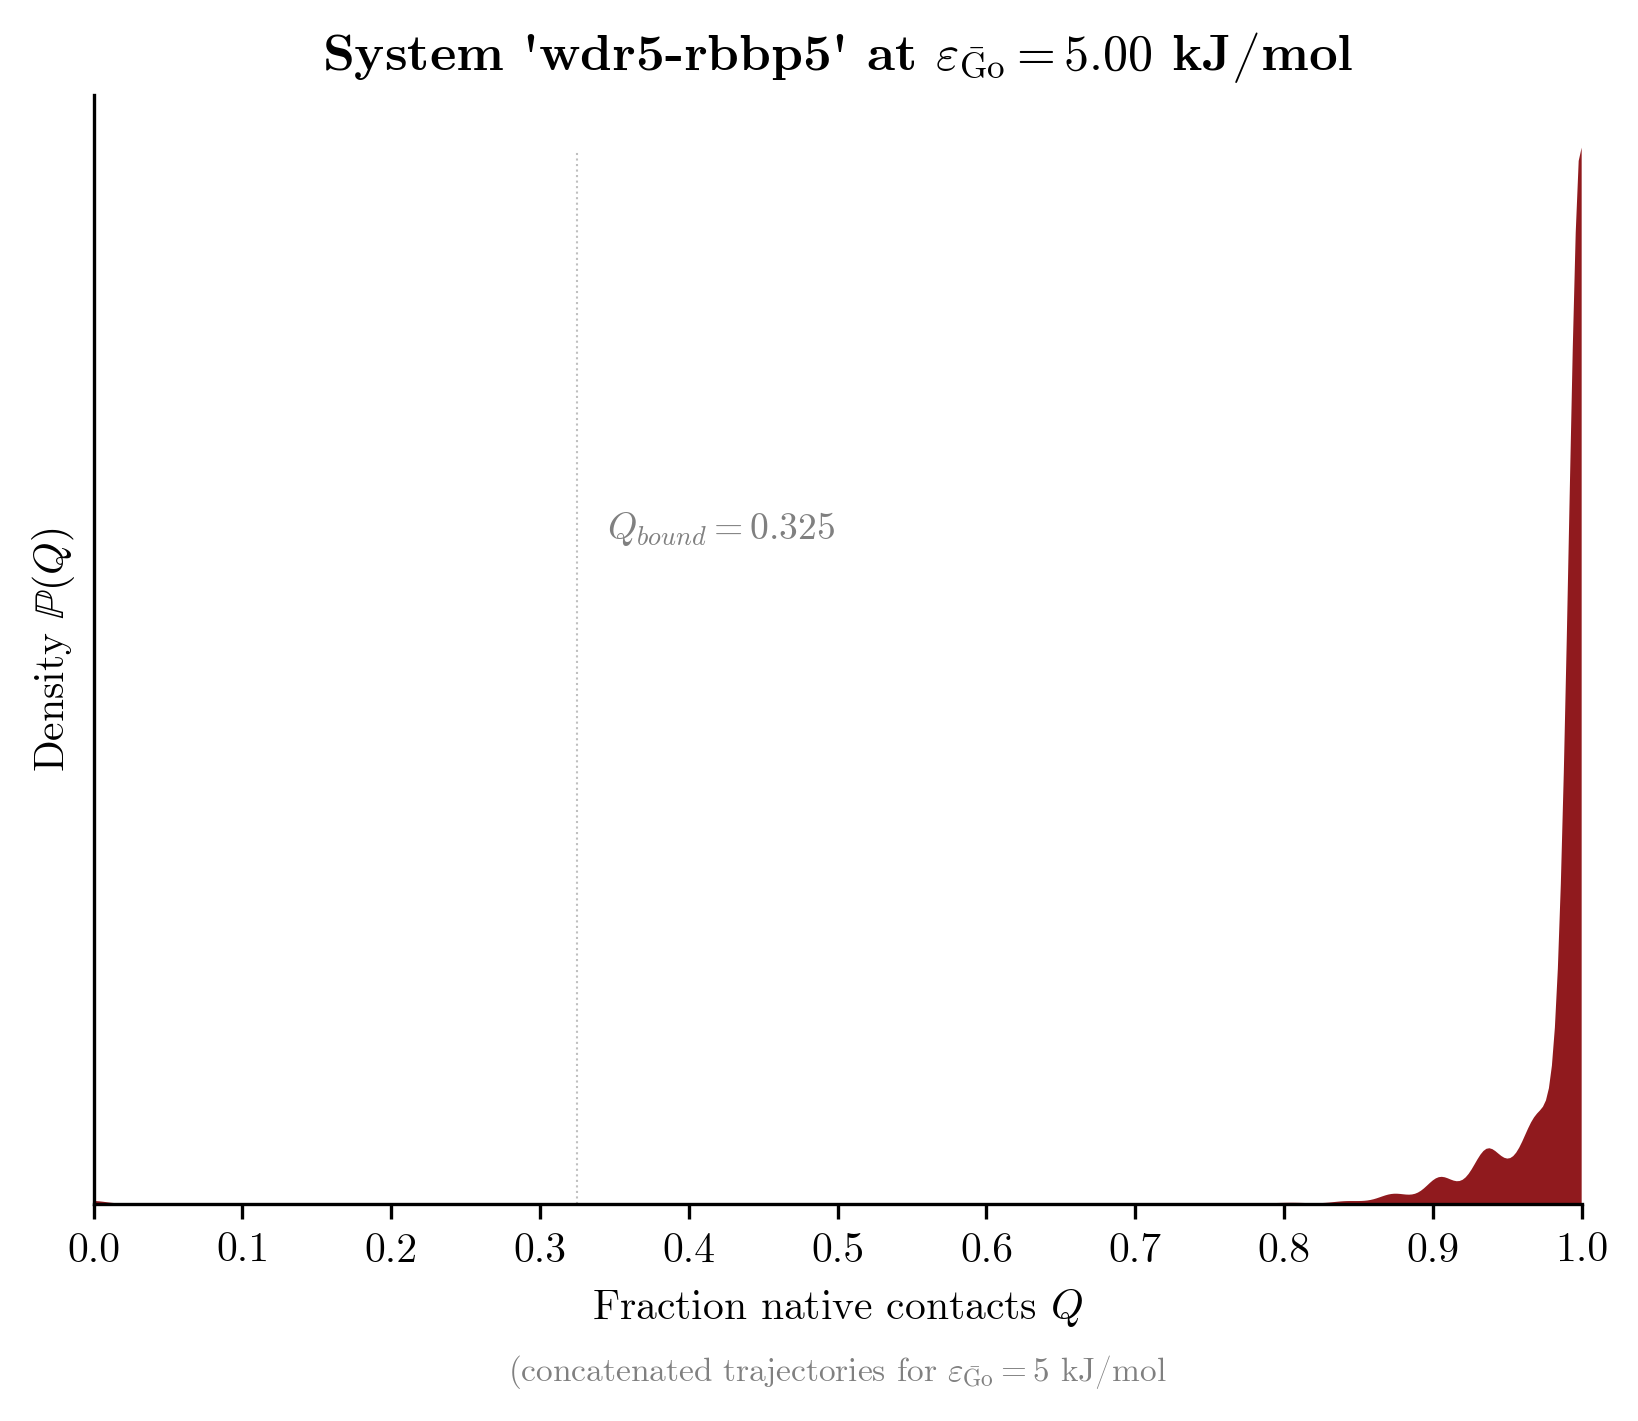 System 'wdr5-rbbp5' at ε_Ḡo = 5.00 kJ/mol
Density ℙ(Q)
Q_bound = 0.325
0.0 0.1 0.2 0.3 0.4 0.5 0.6 0.7 0.8 0.9 1.0
Fraction native contacts Q
(concatenated trajectories for ε_Ḡo = 5 kJ/mol